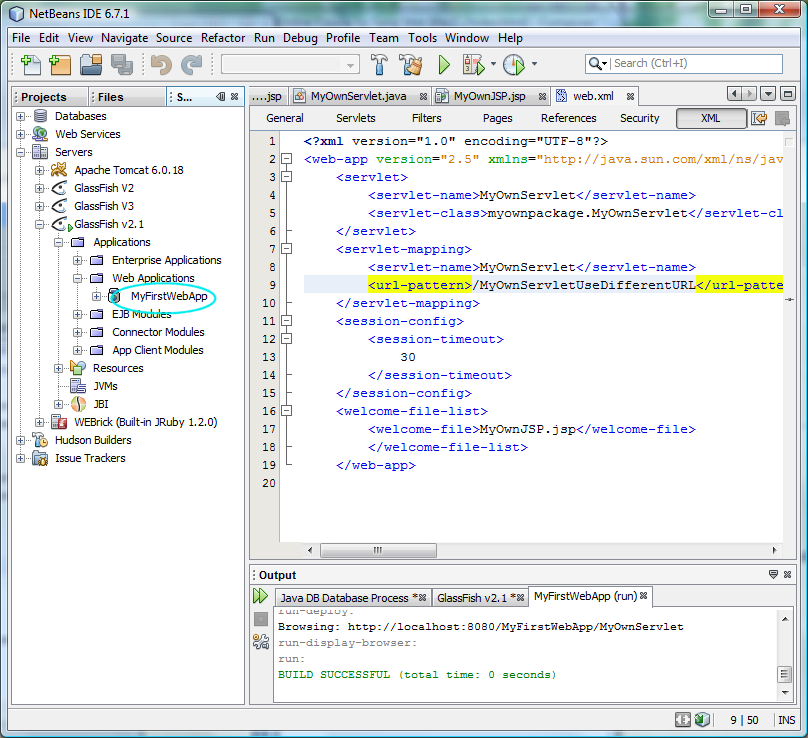 NetBeans IDE 6.7.1
File Edit View Navigate Source Refactor Run Debug Profile Team Tools Window Help
Search (Ctrl+I)
Projects Files S...
Databases
Web Services
Servers
Apache Tomcat 6.0.18
GlassFish V2
GlassFish V3
GlassFish v2.1
Applications
Enterprise Applications
Web Applications
MyFirstWebApp
EJB Modules
Connector Modules
App Client Modules
Resources
JVMs
JBI
WEBrick (Built-in JRuby 1.2.0)
Hudson Builders
Issue Trackers
....jsp MyOwnServlet.java MyOwnJSP.jsp web.xml
General Servlets Filters Pages References Security XML
1 <?xml version="1.0" encoding="UTF-8"?>
2 <web-app version="2.5" xmlns="http://java.sun.com/xml/ns/jav
3 <servlet>
4 <servlet-name>MyOwnServlet</servlet-name>
5 <servlet-class>myownpackage.MyOwnServlet</servlet-cl
6 </servlet>
7 <servlet-mapping>
8 <servlet-name>MyOwnServlet</servlet-name>
9 <url-pattern>/MyOwnServletUseDifferentURL</url-patte
10 </servlet-mapping>
11 <session-config>
12 <session-timeout>
13 30
14 </session-timeout>
15 </session-config>
16 <welcome-file-list>
17 <welcome-file>MyOwnJSP.jsp</welcome-file>
18 </welcome-file-list>
19 </web-app>
20
Output
Java DB Database Process * GlassFish v2.1 * MyFirstWebApp (run)
run-deploy:
Browsing: http://localhost:8080/MyFirstWebApp/MyOwnServlet
run-display-browser:
run:
BUILD SUCCESSFUL (total time: 0 seconds)
9 | 50 INS